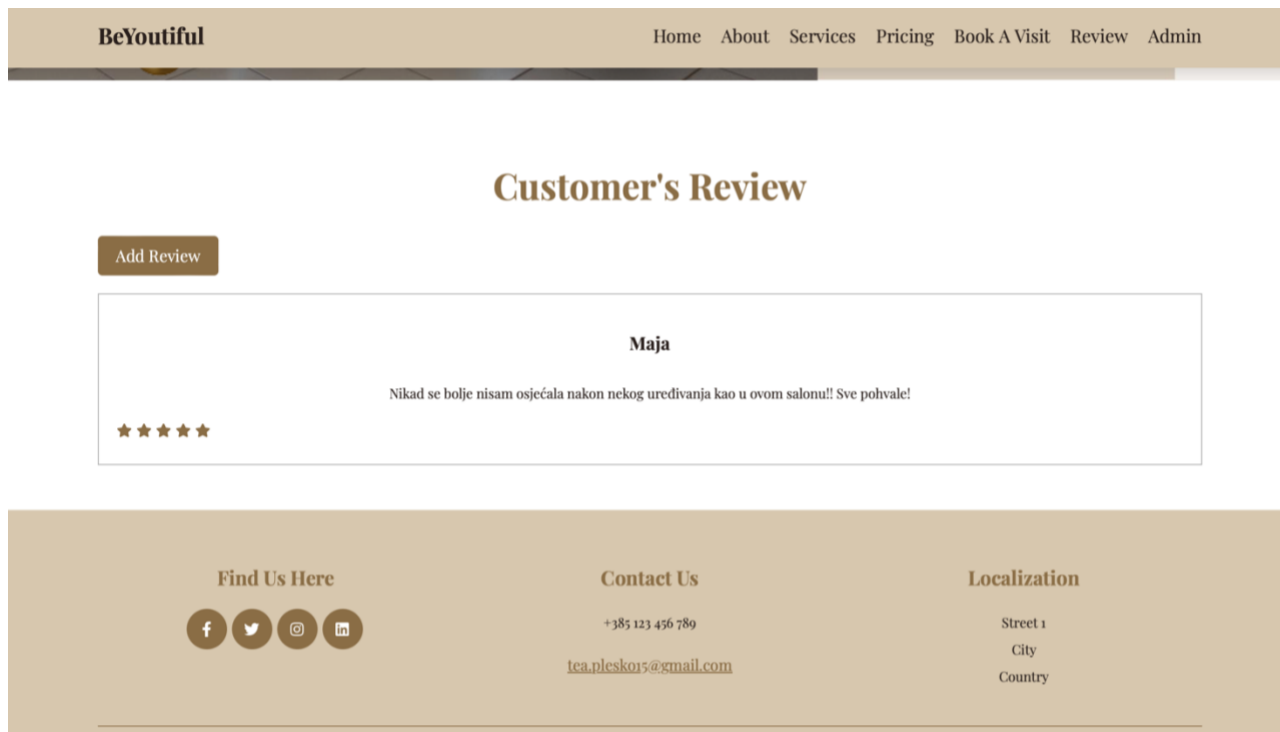 BeYoutiful
Home About Services Pricing Book A Visit Review Admin
Customer's Review
Add Review
Maja
Nikad se bolje nisam osjećala nakon nekog uređivanja kao u ovom salonu!! Sve pohvale!
Find Us Here
Contact Us
+385 123 456 789
tea.plesko15@gmail.com
Localization
Street 1
City
Country